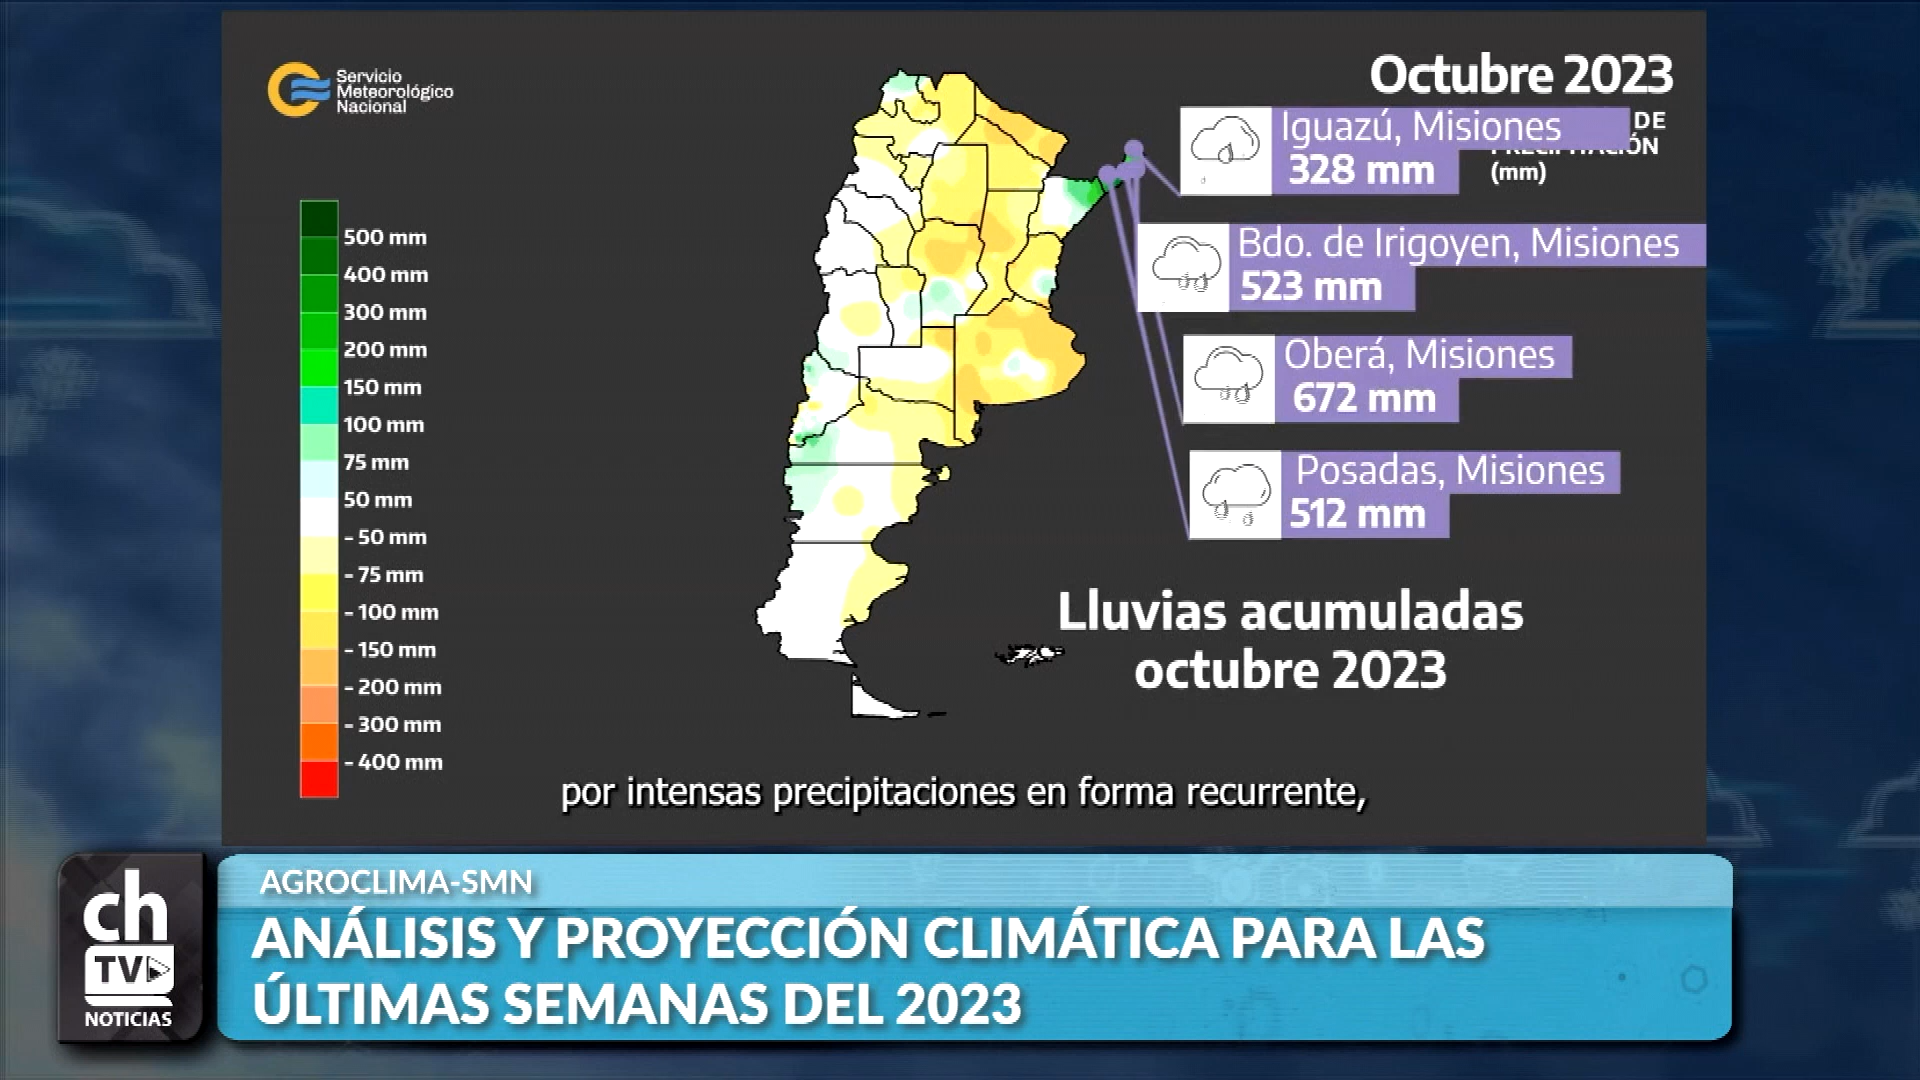 Servicio
Meteorológico
Nacional
Octubre 2023
DE
(mm)
Iguazú, Misiones
328 mm
Bdo. de Irigoyen, Misiones
523 mm
Oberá, Misiones
672 mm
Posadas, Misiones
512 mm
500 mm
400 mm
300 mm
200 mm
150 mm
100 mm
75 mm
50 mm
- 50 mm
- 75 mm
- 100 mm
- 150 mm
- 200 mm
- 300 mm
- 400 mm
Lluvias acumuladas
octubre 2023
por intensas precipitaciones en forma recurrente,
ch
TV
NOTICIAS
AGROCLIMA-SMN
ANÁLISIS Y PROYECCIÓN CLIMÁTICA PARA LAS
ÚLTIMAS SEMANAS DEL 2023